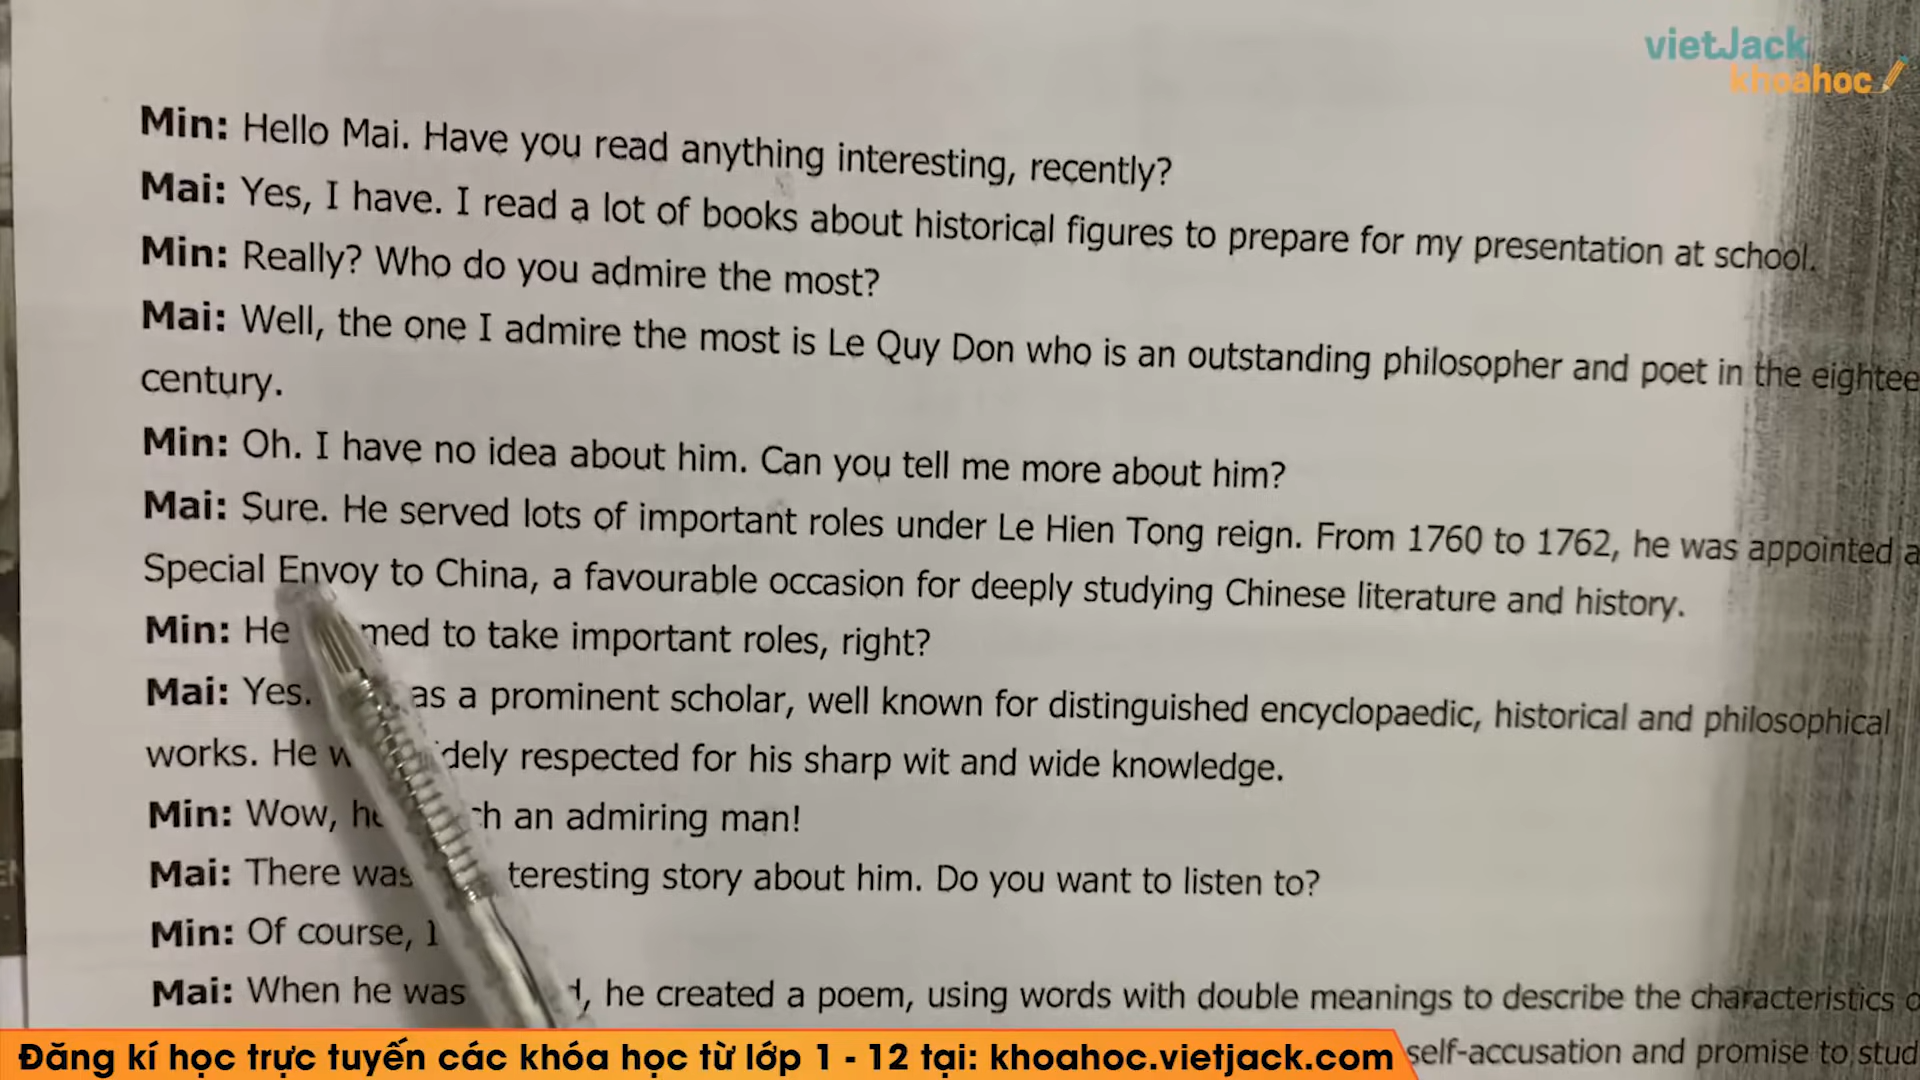 vietJack
khoahoc
Min: Hello Mai. Have you read anything interesting, recently?
Mai: Yes, I have. I read a lot of books about historical figures to prepare for my presentation at school.
Min: Really? Who do you admire the most?
Mai: Well, the one I admire the most is Le Quy Don who is an outstanding philosopher and poet in the
century.
Min: Oh. I have no idea about him. Can you tell me more about him?
Mai: Sure. He served lots of important roles under Le Hien Tong reign. From 1760 to 1762, he was appointed
Special Envoy to China, a favourable occasion for deeply studying Chinese literature and history.
Min: He to take important roles, right?
Mai: Yes. a prominent scholar, well known for distinguished encyclopaedic, historical and philosophical
works. He respected for his sharp wit and wide knowledge.
Min: Wow, an admiring man!
Mai: There was story about him. Do you want to listen to?
Min: Of course,
Mai: When he was he created a poem, using words with double meanings to describe the characteristics
self-accusation and promise to
Đăng kí học trực tuyến các khóa học từ lớp 1 - 12 tại: khoahoc.vietjack.com